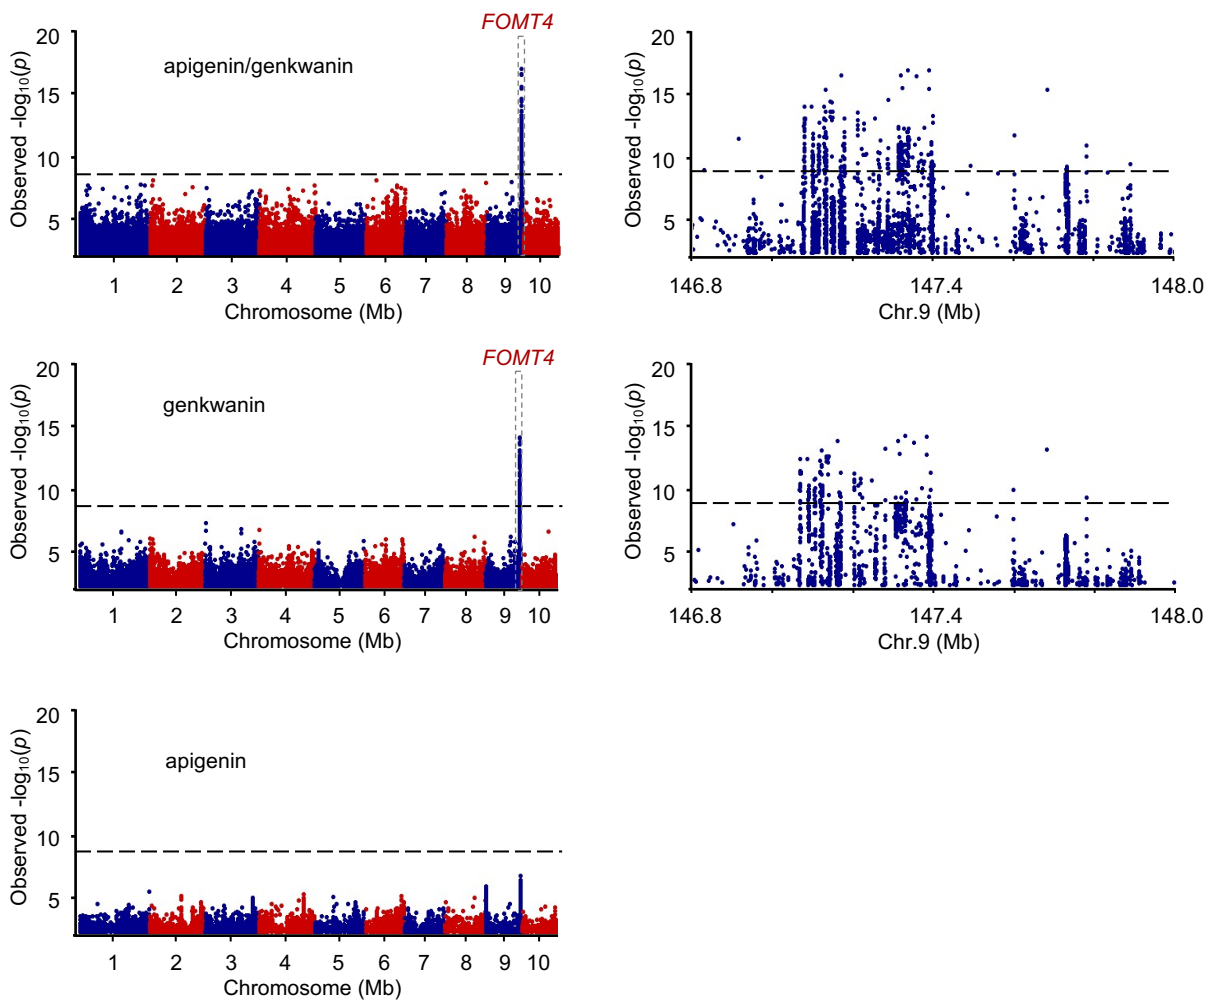 FOMT4
20
15
10
5
Observed -log10(p)
apigenin/genkwanin
1 2 3 4 5 6 7 8 9 10
Chromosome (Mb)
20
15
10
5
Observed -log10(p)
146.8 147.4 148.0
Chr.9 (Mb)
FOMT4
20
15
10
5
Observed -log10(p)
genkwanin
1 2 3 4 5 6 7 8 9 10
Chromosome (Mb)
20
15
10
5
Observed -log10(p)
146.8 147.4 148.0
Chr.9 (Mb)
20
15
10
5
Observed -log10(p)
apigenin
1 2 3 4 5 6 7 8 9 10
Chromosome (Mb)